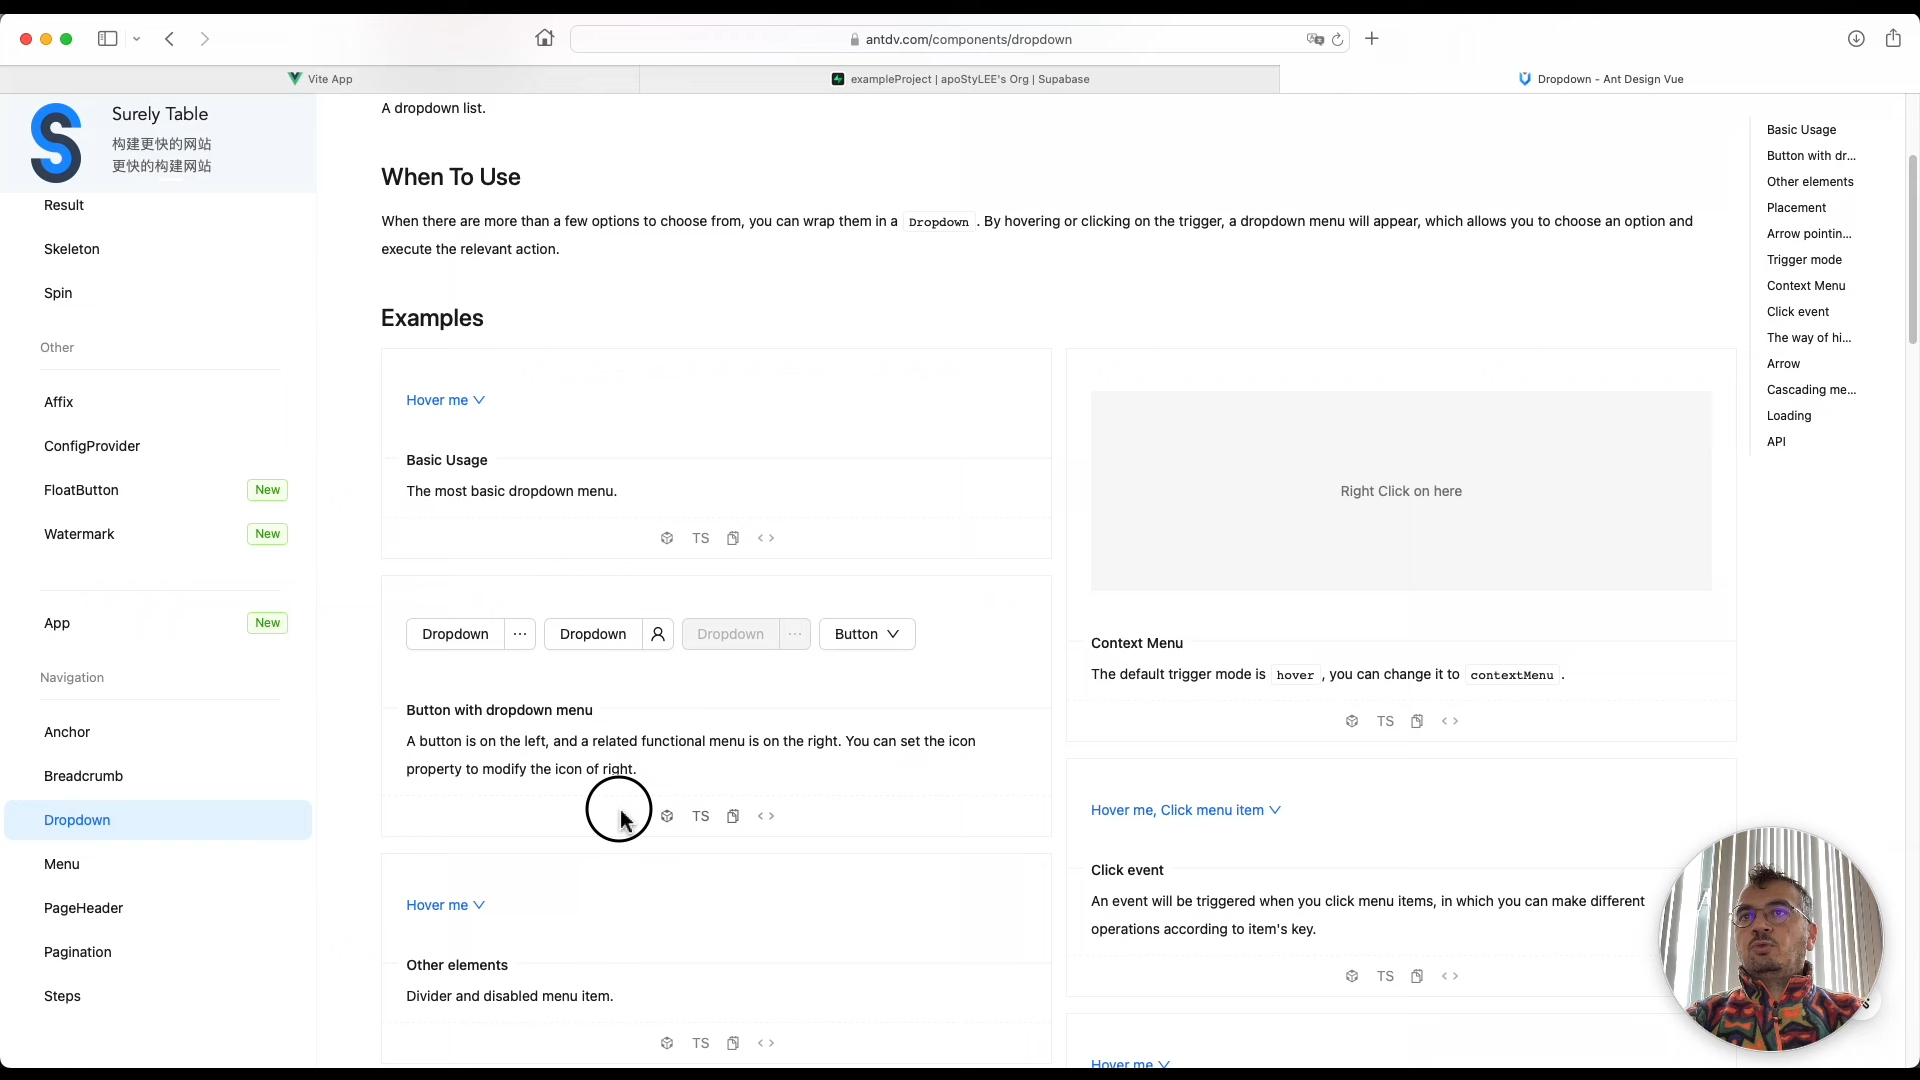 antdv.com/components/dropdown
Vite App
exampleProject | apoStyLEE's Org | Supabase
Dropdown - Ant Design Vue
Surely Table
构建更快的网站
更快的构建网站
Result
Skeleton
Spin
Other
Affix
ConfigProvider
FloatButton New
Watermark New
App New
Navigation
Anchor
Breadcrumb
Dropdown
Menu
PageHeader
Pagination
Steps
A dropdown list.
When To Use
When there are more than a few options to choose from, you can wrap them in a Dropdown . By hovering or clicking on the trigger, a dropdown menu will appear, which allows you to choose an option and
execute the relevant action.
Examples
Hover me
Basic Usage
The most basic dropdown menu.
TS
Dropdown Dropdown Dropdown Button
Button with dropdown menu
A button is on the left, and a related functional menu is on the right. You can set the icon
property to modify the icon of right.
TS
Hover me
Other elements
Divider and disabled menu item.
TS
Right Click on here
Context Menu
The default trigger mode is hover , you can change it to contextMenu .
TS
Hover me, Click menu item
Click event
An event will be triggered when you click menu items, in which you can make different
operations according to item's key.
TS
Hover me
Basic Usage
Button with dr...
Other elements
Placement
Arrow pointin...
Trigger mode
Context Menu
Click event
The way of hi...
Arrow
Cascading me...
Loading
API